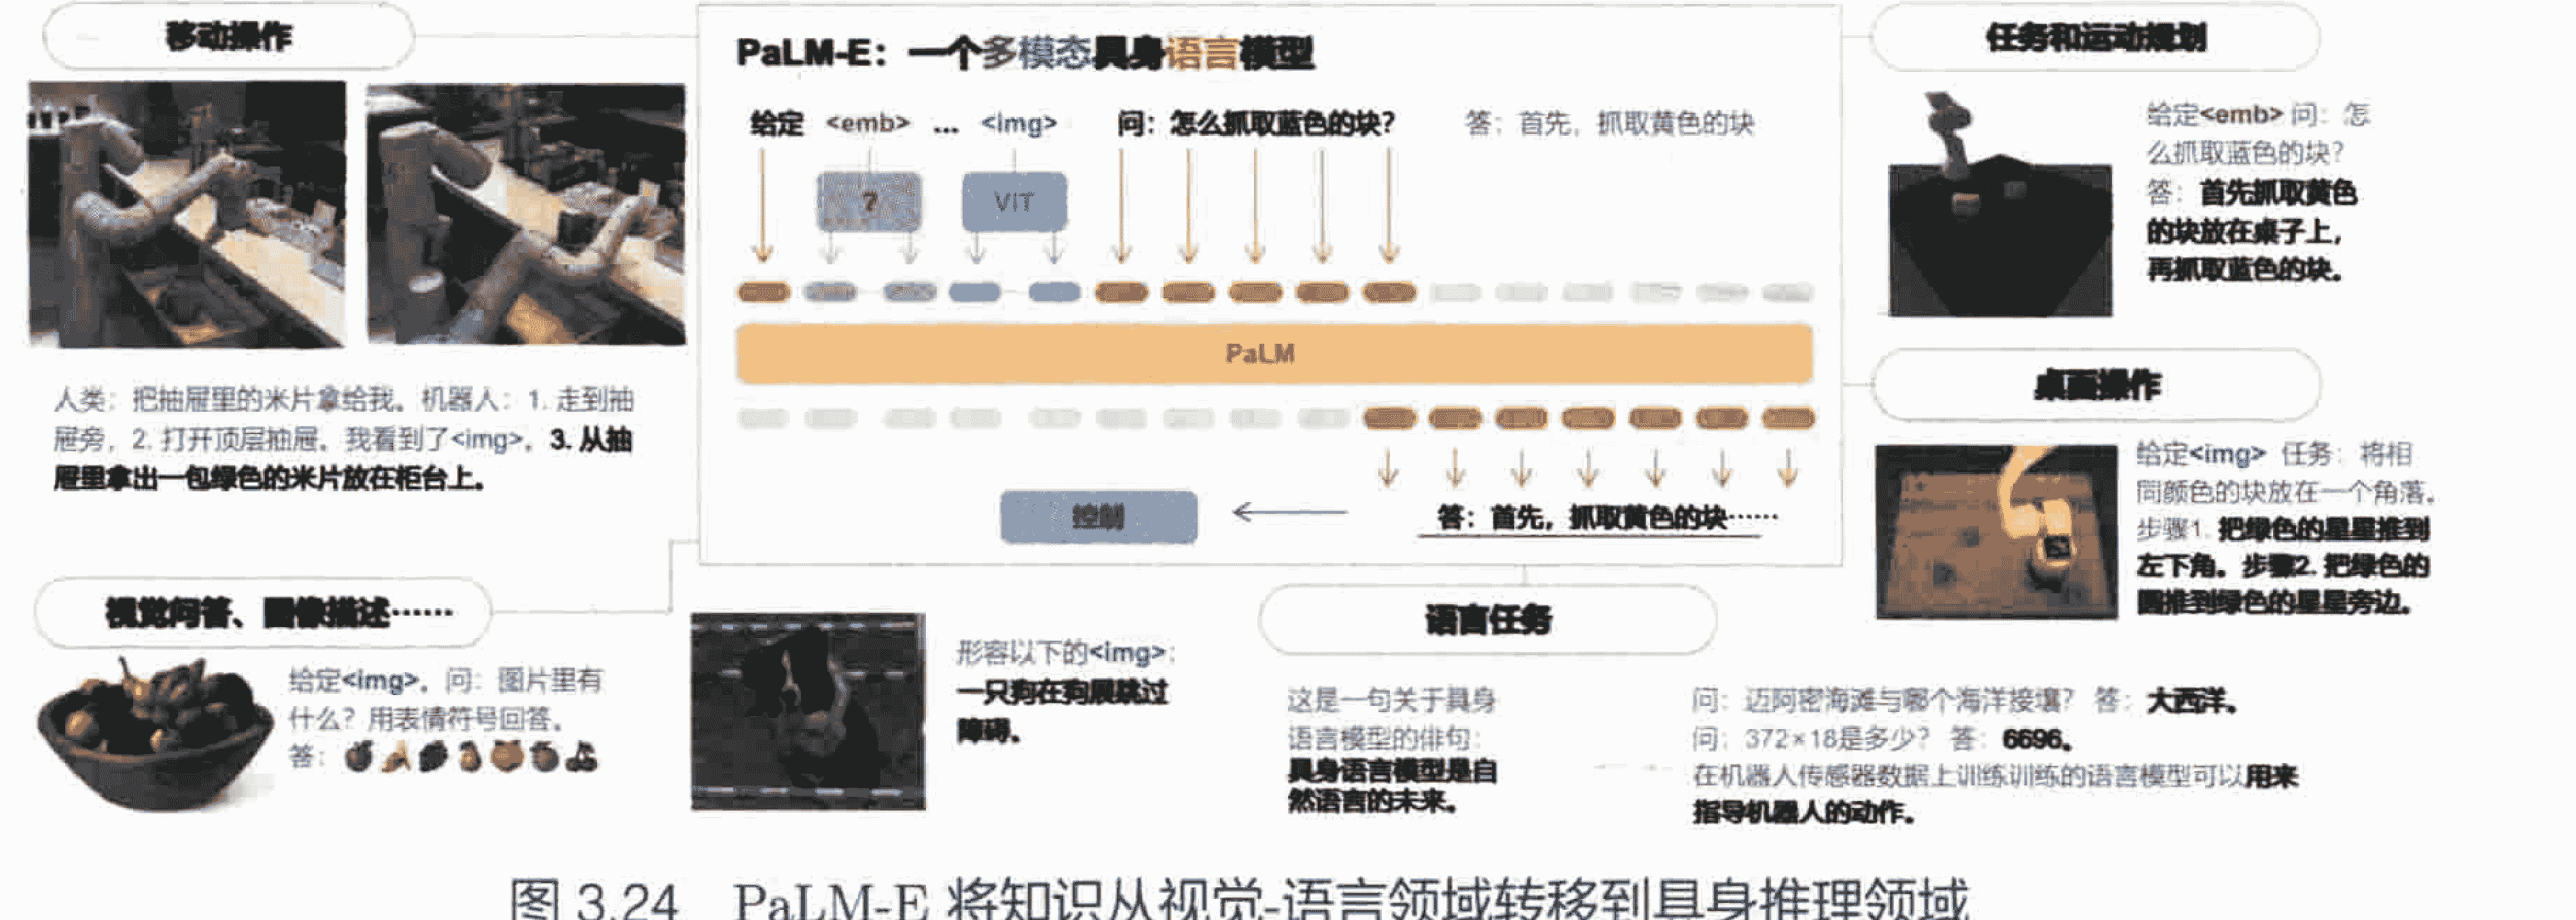 移动操作
人类：把抽屉里的米片拿给我。机器人：1. 走到抽
屉旁，2. 打开顶层抽屉。我看到了<img>。3. 从抽
屉里拿出一包绿色的米片放在柜台上。
视觉问答、图像描述……
给定<img>。问：图片里有
什么？用表情符号回答。
答：
PaLM-E：一个多模态具身语言模型
给定 <emb> ... <img> 问：怎么抓取蓝色的块？ 答：首先，抓取黄色的块
? VIT
PaLM
控制
答：首先，抓取黄色的块……
形容以下的<img>：
一只狗在狗展跳过
障碍。
语言任务
这是一句关于具身
语言模型的俳句：
具身语言模型是自
然语言的未来。
问：迈阿密海滩与哪个海洋接壤？ 答：大西洋。
问：372×18是多少？ 答：6696。
在机器人传感器数据上训练训练的语言模型可以用来
指导机器人的动作。
任务和运动规划
给定<emb> 问：怎
么抓取蓝色的块？
答：首先抓取黄色
的块放在桌子上，
再抓取蓝色的块。
桌面操作
给定<img> 任务：将相
同颜色的块放在一个角落。
步骤1. 把绿色的星星推到
左下角。步骤2. 把绿色的
圆推到绿色的星星旁边。
图 3.24 PaLM-E 将知识从视觉-语言领域转移到具身推理领域